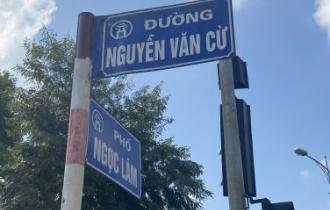 ĐƯỜNG
NGUYỄN VĂN CỪ
PHỐ
NGỌC LÂM